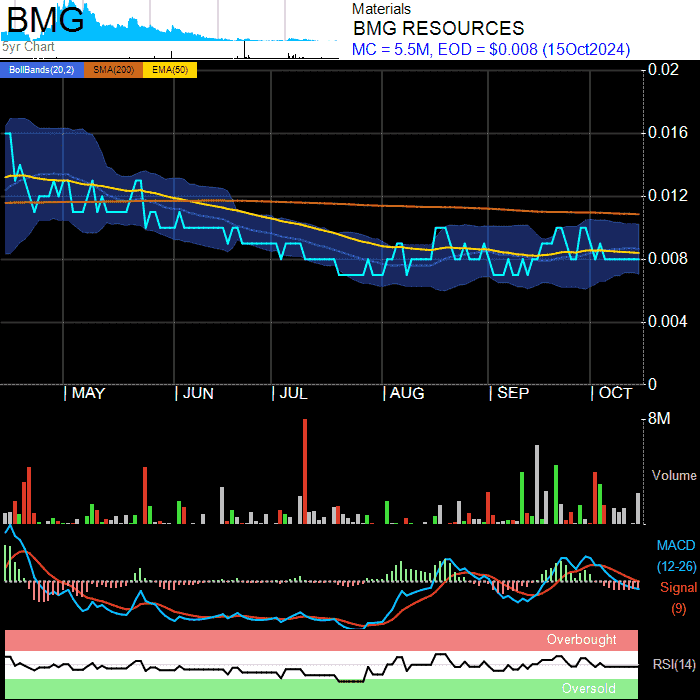 BMG
Materials
BMG RESOURCES
MC = 5.5M, EOD = $0.008 (15Oct2024)
5yr Chart
BollBands(20,2) SMA(200) EMA(50)
0.02
0.016
0.012
0.008
0.004
0
MAY JUN JUL AUG SEP OCT
8M
Volume
MACD
(12-26)
Signal
(9)
Overbought
RSI(14)
Oversold